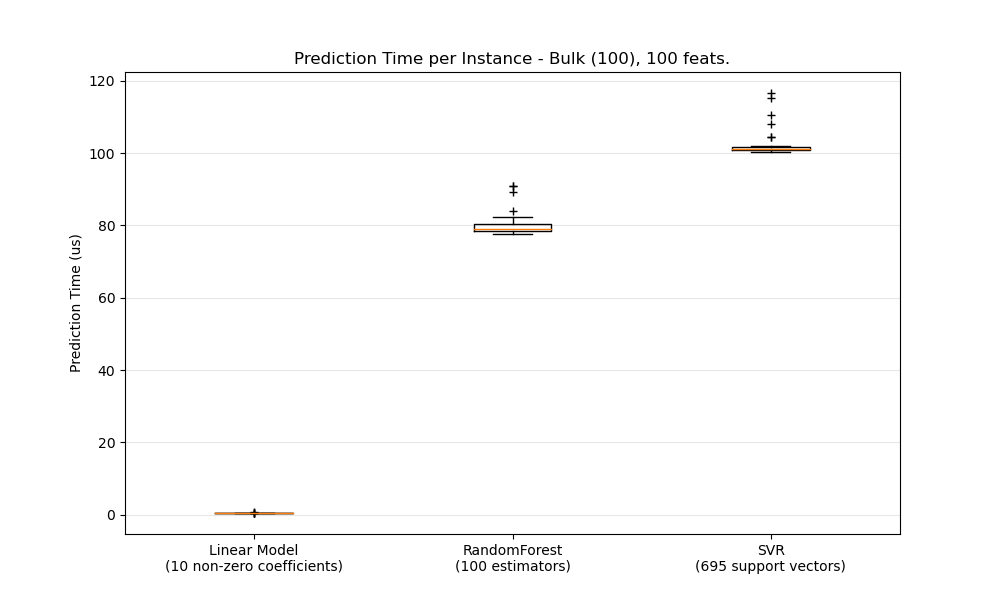 Prediction Time per Instance - Bulk (100), 100 feats.
120
100
80
60
40
20
0
Prediction Time (us)
Linear Model
(10 non-zero coefficients)
RandomForest
(100 estimators)
SVR
(695 support vectors)